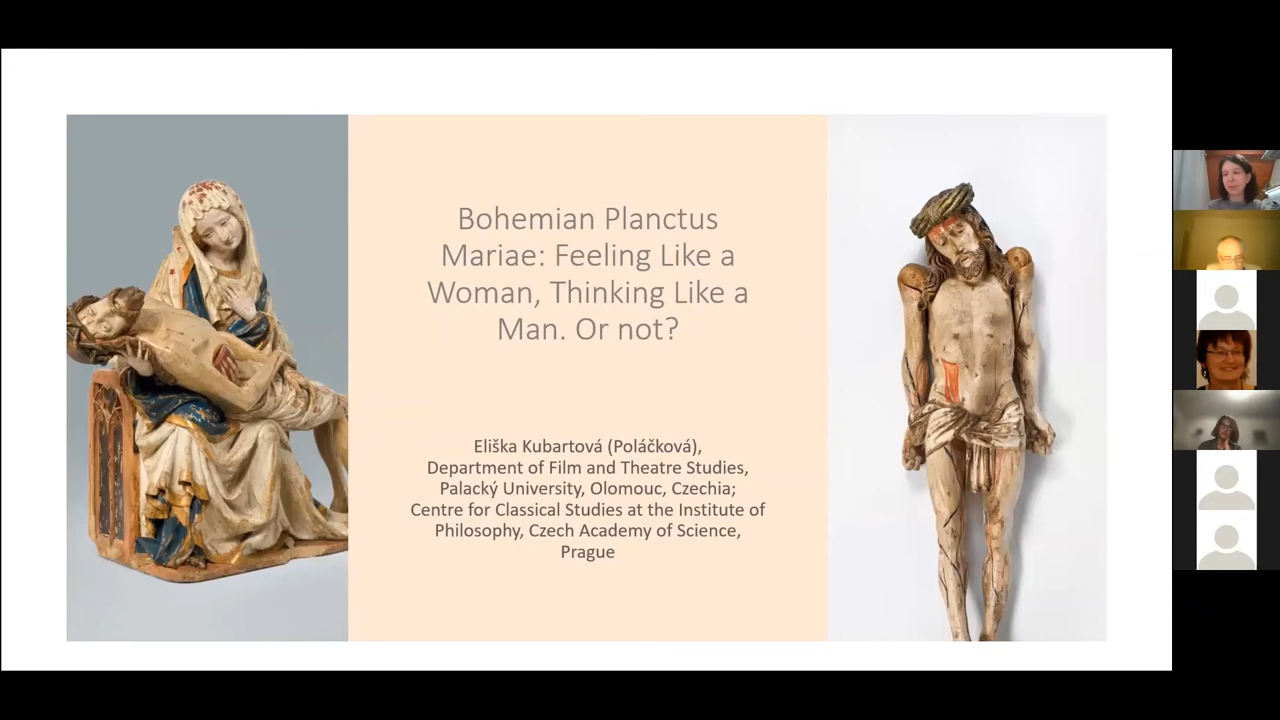 Bohemian Planctus
Mariae: Feeling Like a
Woman, Thinking Like a
Man. Or not?
Eliška Kubartová (Poláčková),
Department of Film and Theatre Studies,
Palacký University, Olomouc, Czechia;
Centre for Classical Studies at the Institute of
Philosophy, Czech Academy of Science,
Prague